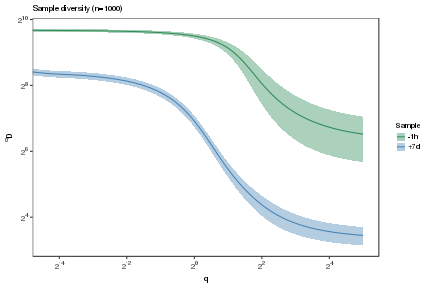 Sample diversity (n=1000)
2^10
2^8
2^6
2^4
qD
2^-4
2^-2
2^0
2^2
2^4
q
Sample
-1h
+7d